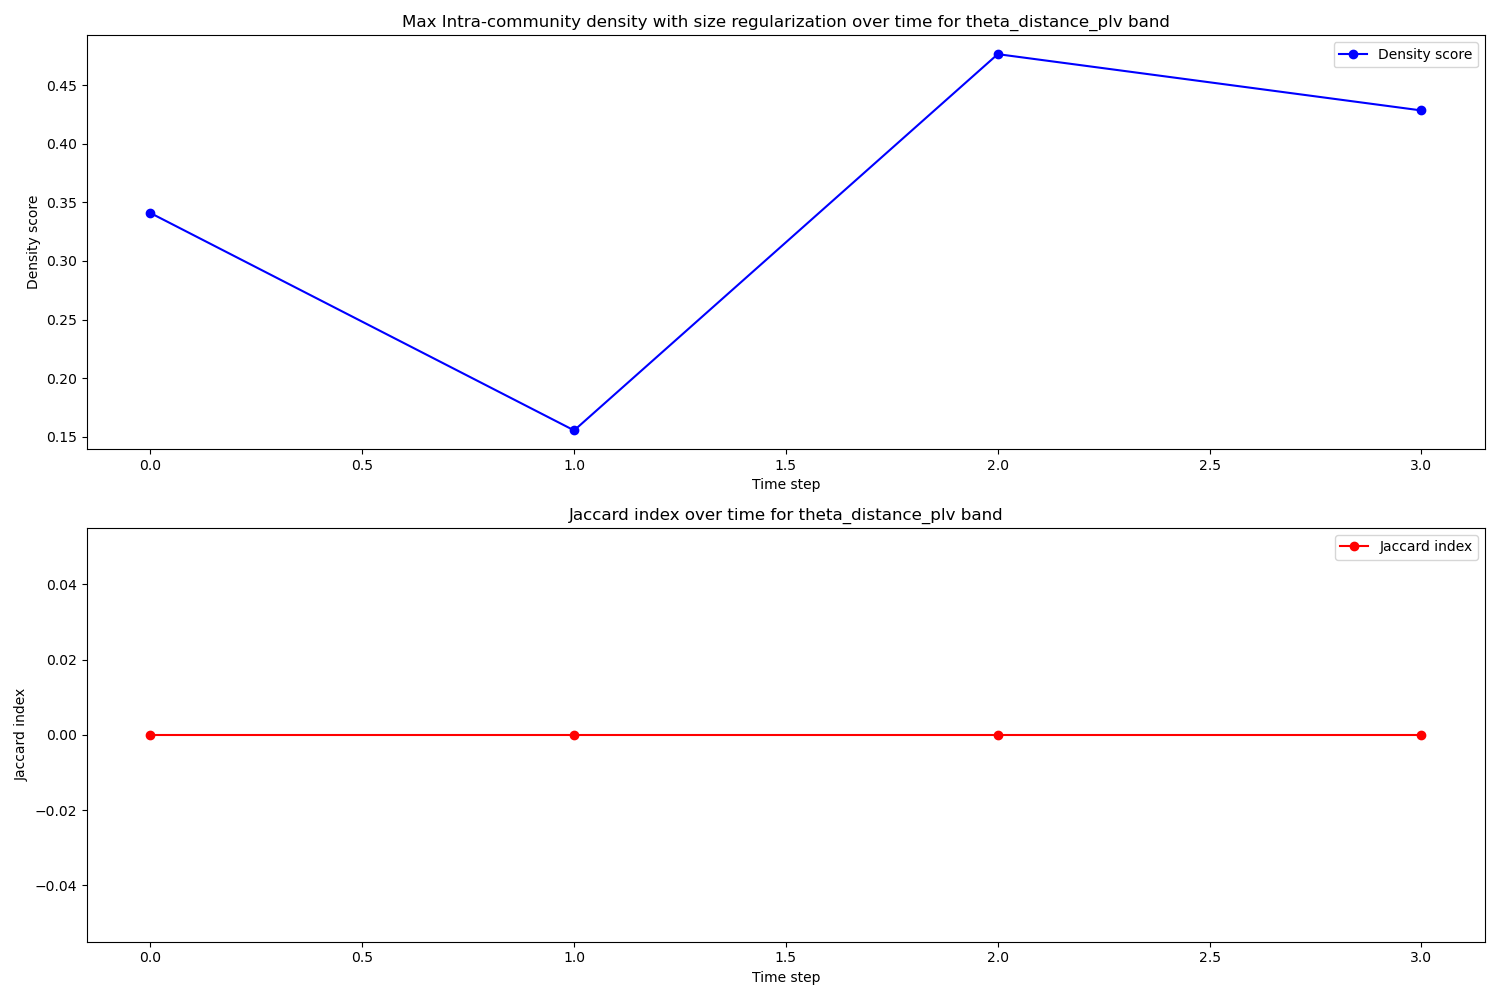 Max Intra-community density with size regularization over time for theta_distance_plv band
Density score
0.45
0.40
0.35
0.30
0.25
0.20
0.15
Density score
0.0 0.5 1.0 1.5 2.0 2.5 3.0
Time step
Jaccard index over time for theta_distance_plv band
Jaccard index
0.04
0.02
0.00
−0.02
−0.04
Jaccard index
0.0 0.5 1.0 1.5 2.0 2.5 3.0
Time step